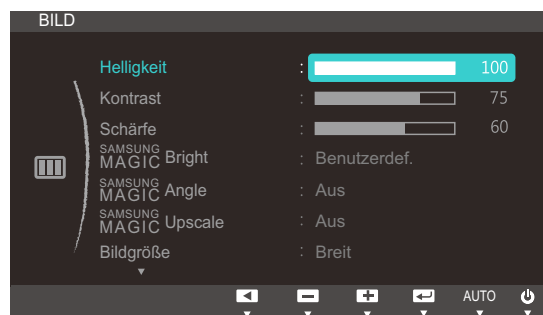 BILD
Helligkeit : 100
Kontrast : 75
Schärfe : 60
SAMSUNG MAGIC Bright : Benutzerdef.
SAMSUNG MAGIC Angle : Aus
SAMSUNG MAGIC Upscale : Aus
Bildgröße : Breit
AUTO